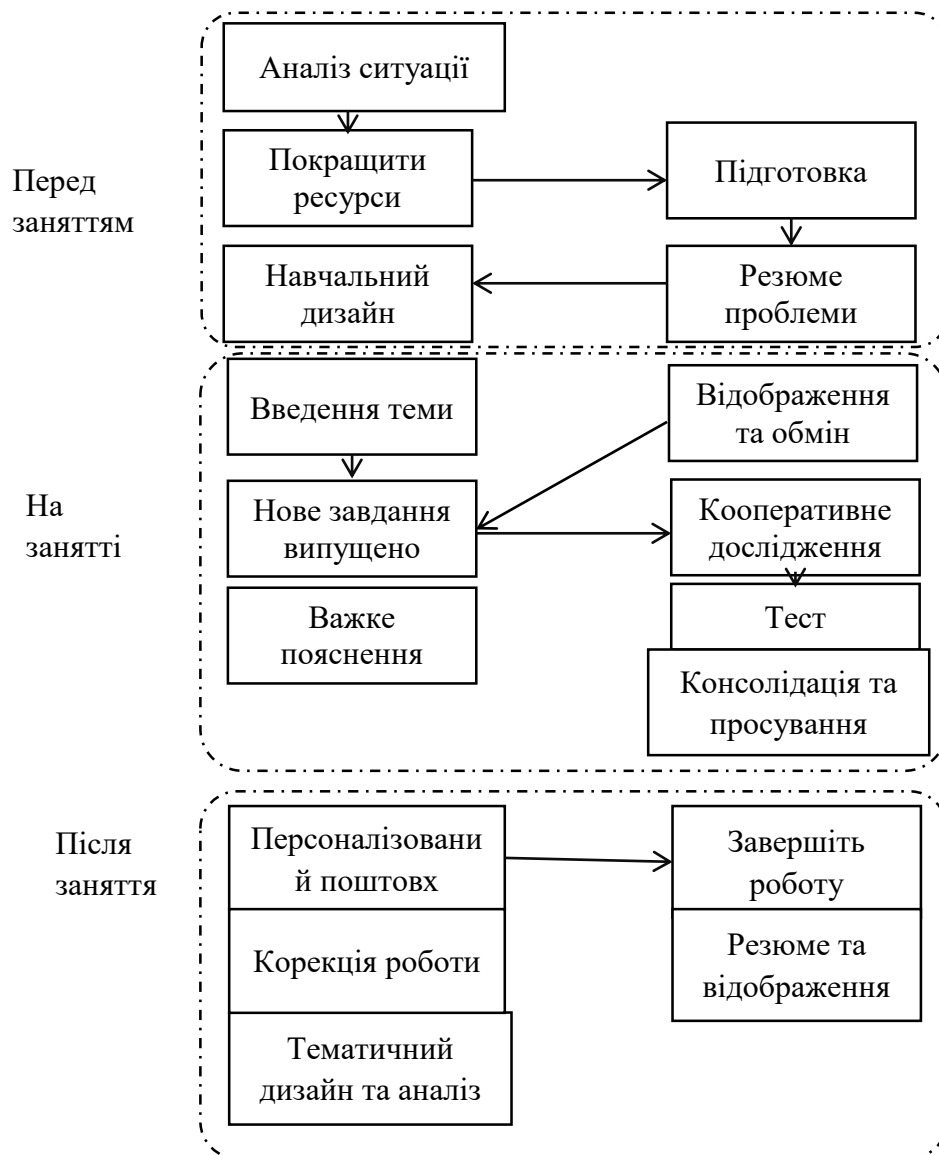 Перед
заняттям
Аналіз ситуації
Покращити
ресурси
Підготовка
Навчальний
дизайн
Резюме
проблеми
На
занятті
Введення теми
Відображення
та обмін
Нове завдання
випущено
Кооперативне
дослідження
Важке
пояснення
Тест
Консолідація та
просування
Після
заняття
Персоналізовани
й поштовх
Завершіть
роботу
Корекція роботи
Резюме та
відображення
Тематичний
дизайн та аналіз